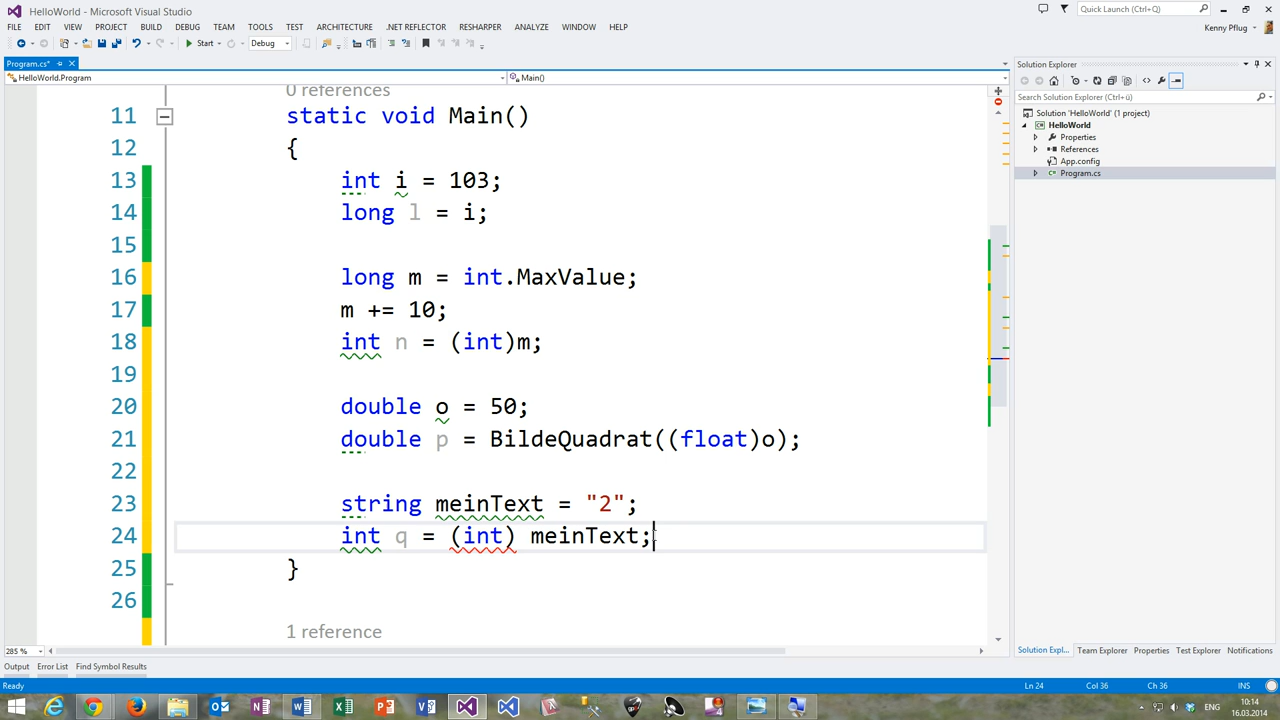 HelloWorld - Microsoft Visual Studio
Quick Launch (Ctrl+Q)
FILE EDIT VIEW PROJECT BUILD DEBUG TEAM TOOLS TEST ARCHITECTURE .NET REFLECTOR RESHARPER ANALYZE WINDOW HELP
Kenny Pflug
Start Debug
Program.cs*
Solution Explorer
HelloWorld.Program Main()
0 references
11 static void Main()
12 {
13 int i = 103;
14 long l = i;
15
16 long m = int.MaxValue;
17 m += 10;
18 int n = (int)m;
19
20 double o = 50;
21 double p = BildeQuadrat((float)o);
22
23 string meinText = "2";
24 int q = (int) meinText;
25 }
26
1 reference
Search Solution Explorer (Ctrl+ü)
Solution 'HelloWorld' (1 project)
HelloWorld
Properties
References
App.config
Program.cs
285 %
Solution Expl... Team Explorer Properties Test Explorer Notifications
Output Error List Find Symbol Results
Ready Ln 24 Col 36 Ch 36 INS
ENG 10:14
16.03.2014